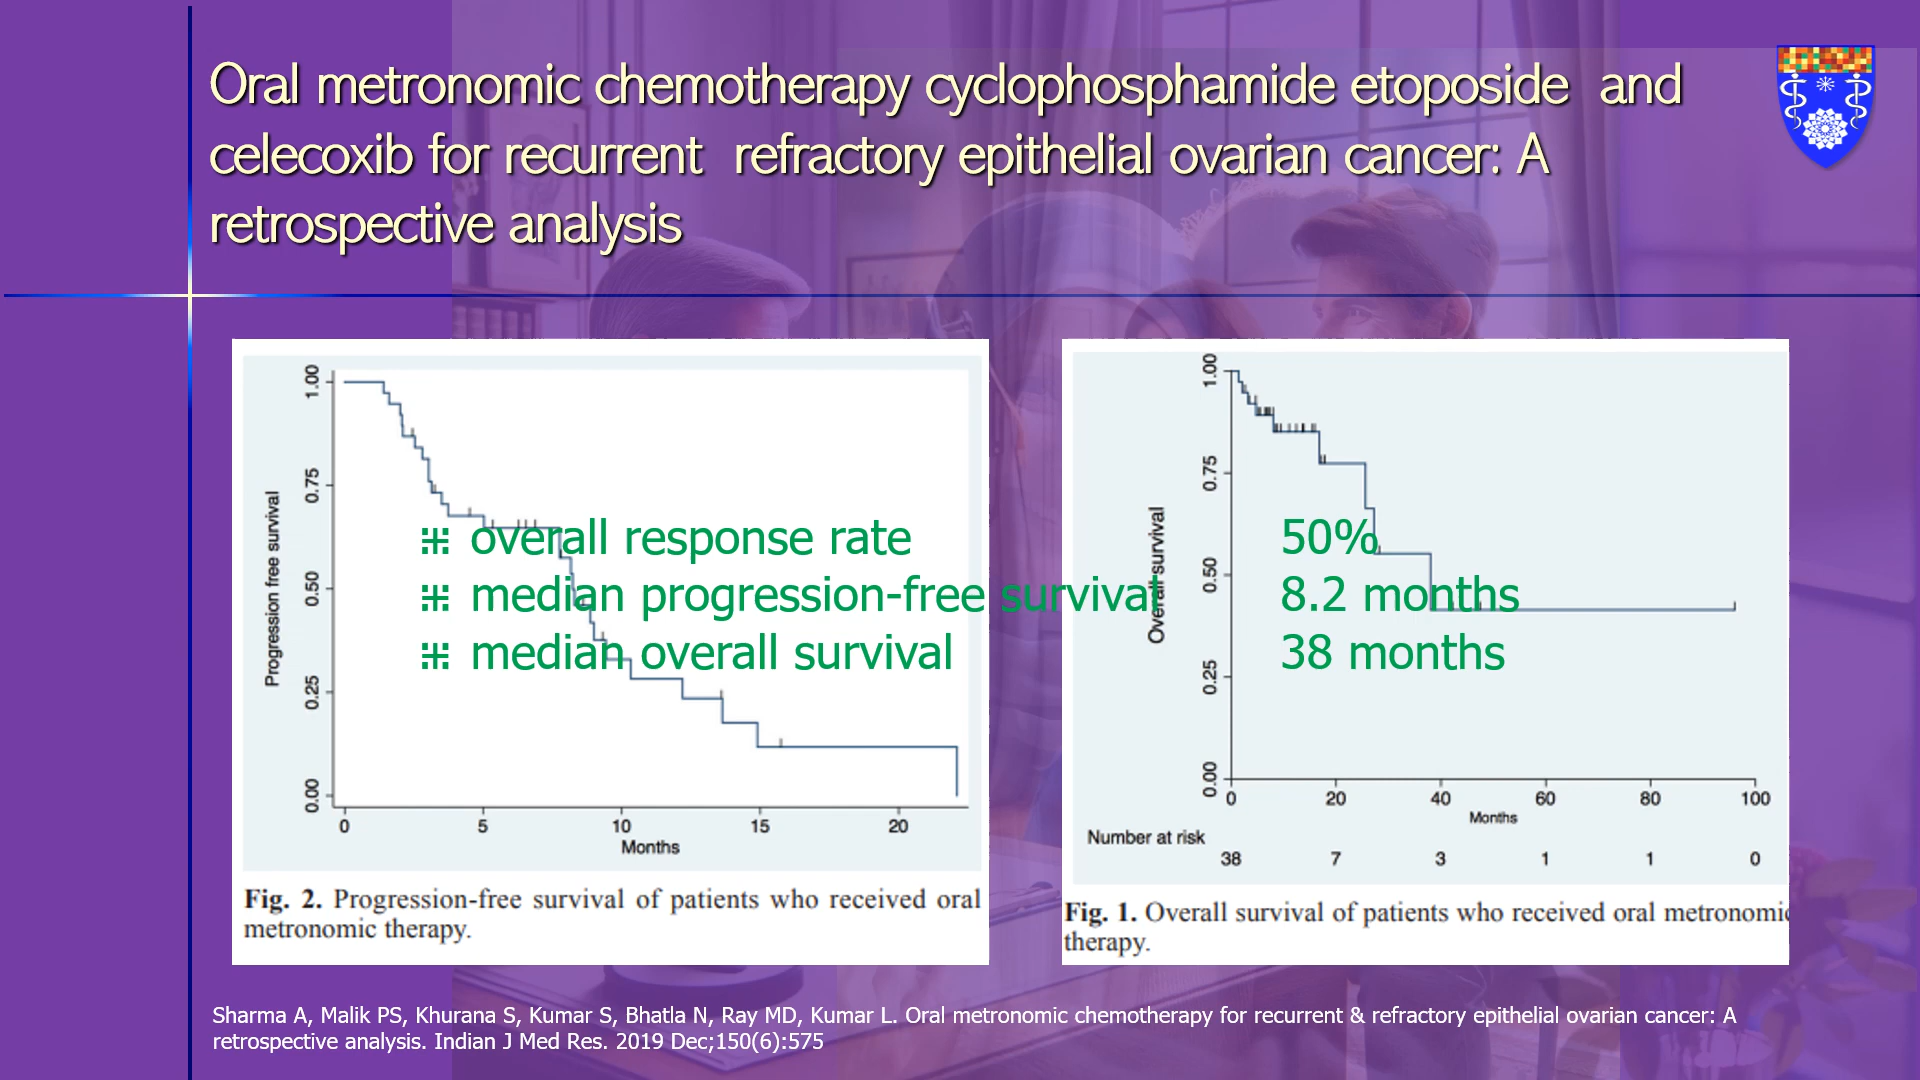 Oral metronomic chemotherapy cyclophosphamide etoposide and
celecoxib for recurrent refractory epithelial ovarian cancer: A
retrospective analysis
Progression free survival
1.00
0.75
0.50
0.25
0.00
0 5 10 15 20
Months
Fig. 2. Progression-free survival of patients who received oral
metronomic therapy.
overall response rate 50%
median progression-free survival 8.2 months
median overall survival 38 months
Overall survival
1.00
0.75
0.50
0.25
0.00
0 20 40 60 80 100
Months
Number at risk
38 7 3 1 1 0
Fig. 1. Overall survival of patients who received oral metronomic
therapy.
Sharma A, Malik PS, Khurana S, Kumar S, Bhatla N, Ray MD, Kumar L. Oral metronomic chemotherapy for recurrent & refractory epithelial ovarian cancer: A
retrospective analysis. Indian J Med Res. 2019 Dec;150(6):575